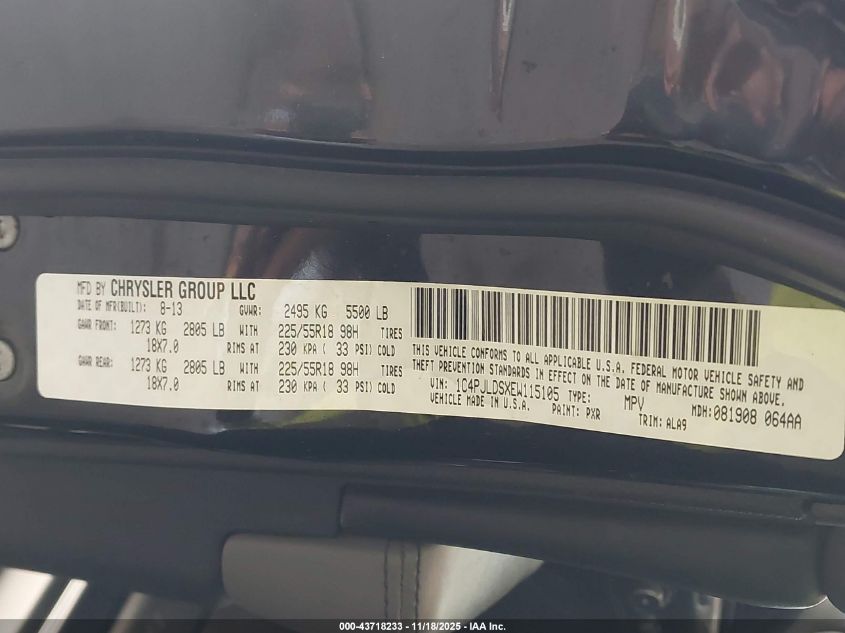 MFD BY CHRYSLER GROUP LLC
DATE OF MFR(BUILT): 8-13 GVWR: 2495 KG 5500 LB
GAWR FRONT: 1273 KG 2805 LB WITH 225/55R18 98H TIRES
18X7.0 RIMS AT 230 KPA ( 33 PSI) COLD
GAWR REAR: 1273 KG 2805 LB WITH 225/55R18 98H TIRES
18X7.0 RIMS AT 230 KPA ( 33 PSI) COLD
THIS VEHICLE CONFORMS TO ALL APPLICABLE U.S.A. FEDERAL MOTOR VEHICLE SAFETY AND
THEFT PREVENTION STANDARDS IN EFFECT ON THE DATE OF MANUFACTURE SHOWN ABOVE.
VIN: 1C4PJLDSXEW115105 TYPE: MPV MDH:081908 064AA
VEHICLE MADE IN U.S.A. PAINT: PXR TRIM: ALA9
000-43718233 - 11/18/2025 - IAA Inc.